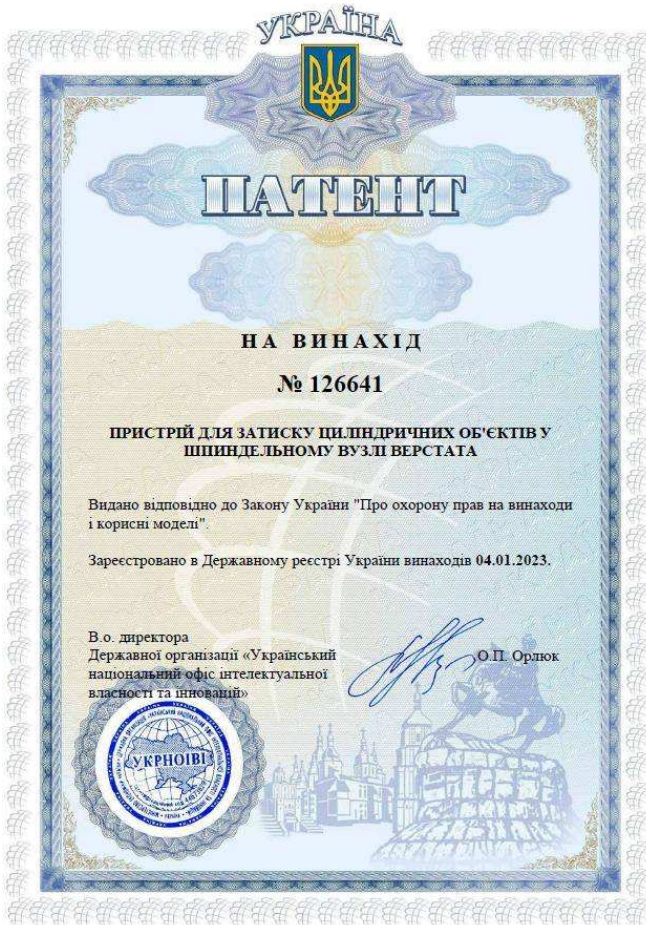 УКРАЇНА
ПАТЕНТ
НА ВИНАХІД
№ 126641
ПРИСТРІЙ ДЛЯ ЗАТИСКУ ЦИЛІНДРИЧНИХ ОБ'ЄКТІВ У
ШПИНДЕЛЬНОМУ ВУЗЛІ ВЕРСТАТА
Видано відповідно до Закону України "Про охорону прав на винаходи
і корисні моделі".
Зареєстровано в Державному реєстрі України винаходів 04.01.2023.
В.о. директора
Державної організації «Український
національний офіс інтелектуальної
власності та інновацій»
О.П. Орлюк
УКРНОІВІ